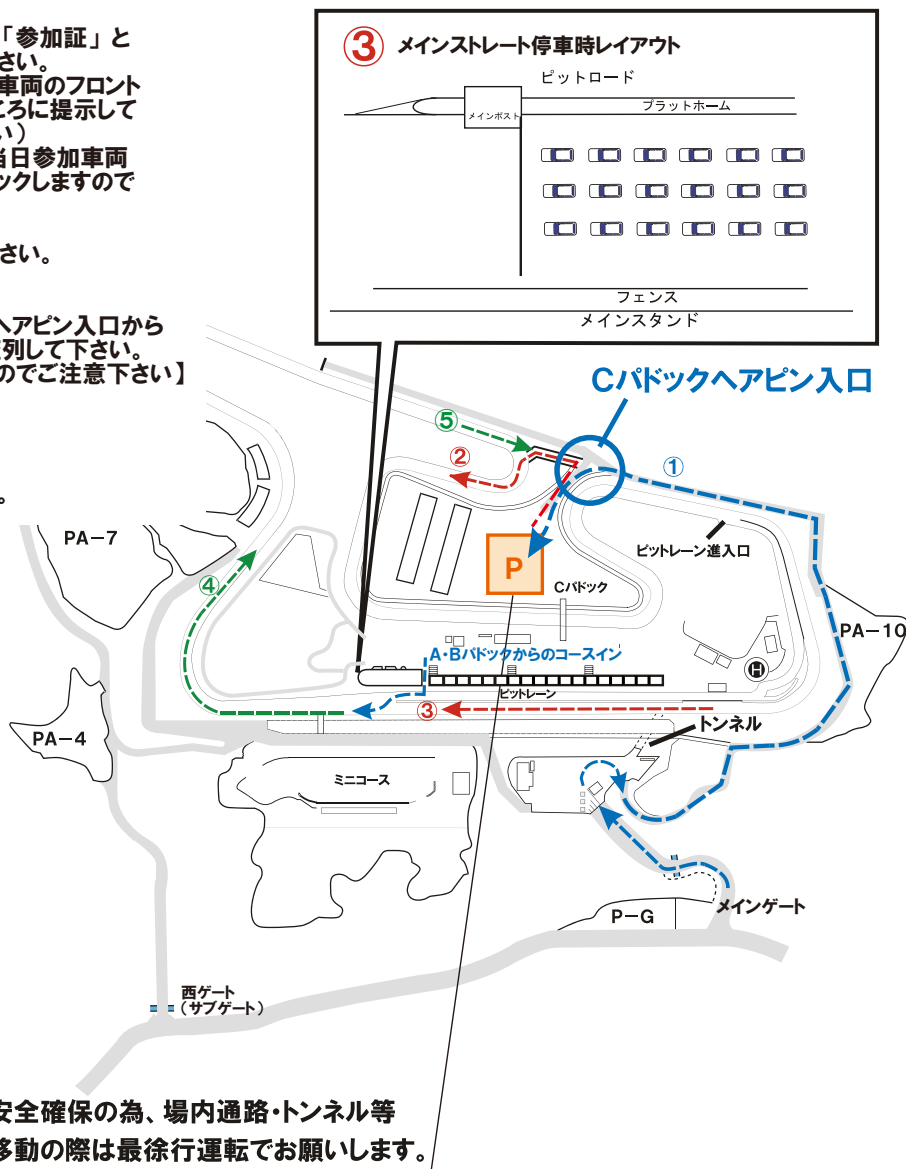 「参加証」と
さい。
車両のフロント
ころに提示して
い）
当日参加車両
ックしますので
さい。
ヘアピン入口から
列して下さい。
のでご注意下さい】
。
③ メインストレート停車時レイアウト
ピットロード
メインポスト
プラットホーム
フェンス
メインスタンド
Cパドックヘアピン入口
⑤
②
①
PA-7
P
ピットレーン進入口
④
Cパドック
PA-10
A・Bパドックからのコースイン
H
ピットレーン
③
トンネル
PA-4
ミニコース
メインゲート
P-G
西ゲート
（サブゲート）
安全確保の為、場内通路・トンネル等
移動の際は最徐行運転でお願いします。